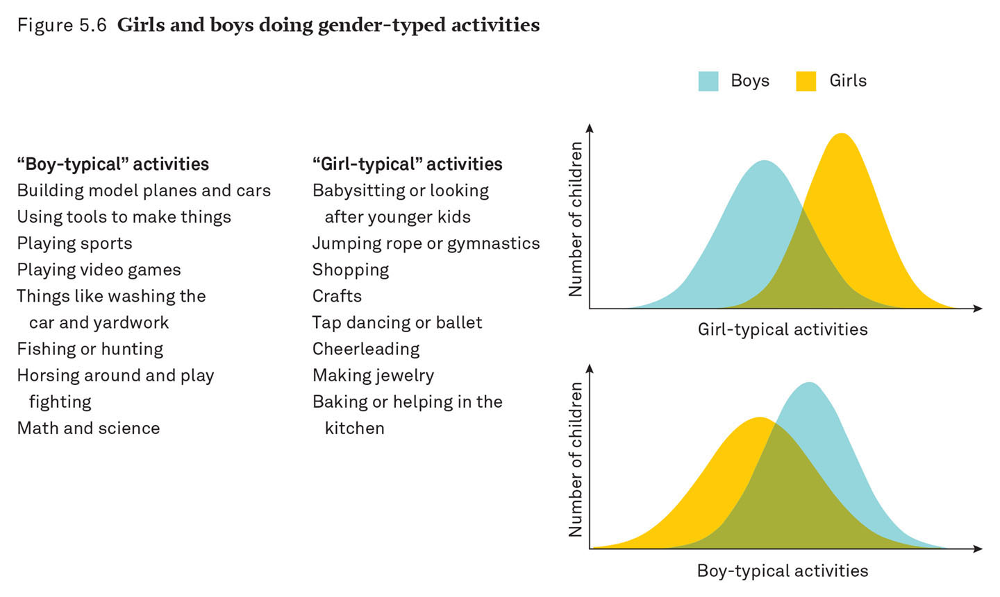 Figure 5.6 Girls and boys doing gender-typed activities
Boys
Girls
“Boy-typical” activities
Building model planes and cars
Using tools to make things
Playing sports
Playing video games
Things like washing the
car and yardwork
Fishing or hunting
Horsing around and play
fighting
Math and science
“Girl-typical” activities
Babysitting or looking
after younger kids
Jumping rope or gymnastics
Shopping
Crafts
Tap dancing or ballet
Cheerleading
Making jewelry
Baking or helping in the
kitchen
Number of children
Girl-typical activities
Number of children
Boy-typical activities